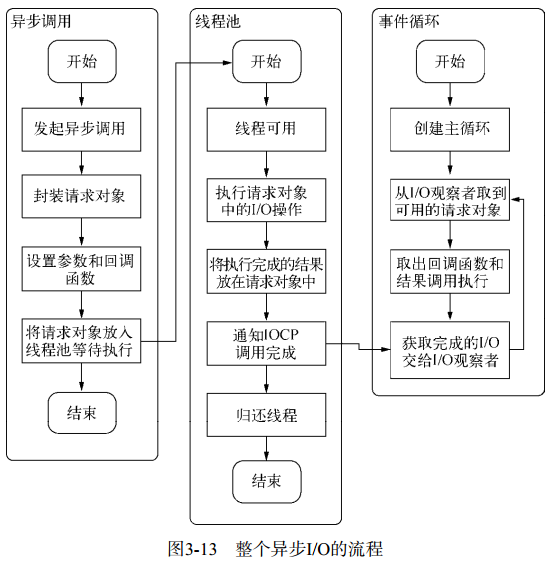 异步调用
开始
发起异步调用
封装请求对象
设置参数和回调
函数
将请求对象放入
线程池等待执行
结束
线程池
开始
线程可用
执行请求对象
中的I/O操作
将执行完成的结果
放在请求对象中
通知IOCP
调用完成
归还线程
结束
事件循环
开始
创建主循环
从I/O观察者取到
可用的请求对象
取出回调函数和
结果调用执行
获取完成的I/O
交给I/O观察者
图3-13 整个异步I/O的流程